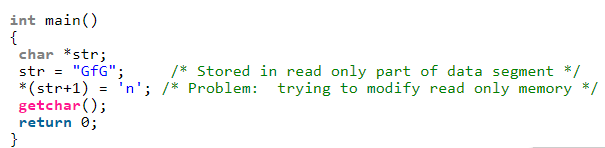 int main()
{
 char *str;
 str = "GfG";      /* Stored in read only part of data segment */
 *(str+1) = 'n'; /* Problem:  trying to modify read only memory */
 getchar();
 return 0;
}